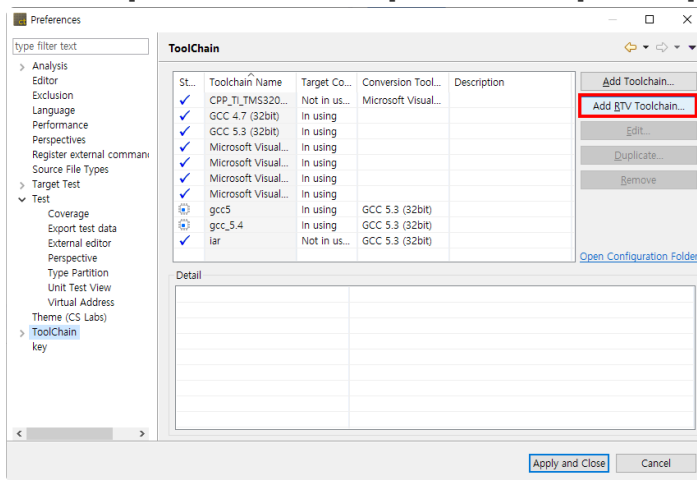 Preferences
type filter text
ToolChain
Analysis
Editor
Exclusion
Language
Performance
Perspectives
Register external comman
Source File Types
Target Test
Test
Coverage
Export test data
External editor
Perspective
Type Partition
Unit Test View
Virtual Address
Theme (CS Labs)
ToolChain
key
St... Toolchain Name Target Co... Conversion Tool... Description
CPP_TI_TMS320... Not in us... Microsoft Visual...
GCC 4.7 (32bit) In using
GCC 5.3 (32bit) In using
Microsoft Visual... In using
Microsoft Visual... In using
Microsoft Visual... In using
gcc5 In using GCC 5.3 (32bit)
gcc_5.4 In using GCC 5.3 (32bit)
iar Not in us... GCC 5.3 (32bit)
Add Toolchain...
Add RTV Toolchain...
Edit...
Duplicate...
Remove
Open Configuration Folder
Detail
Apply and Close Cancel